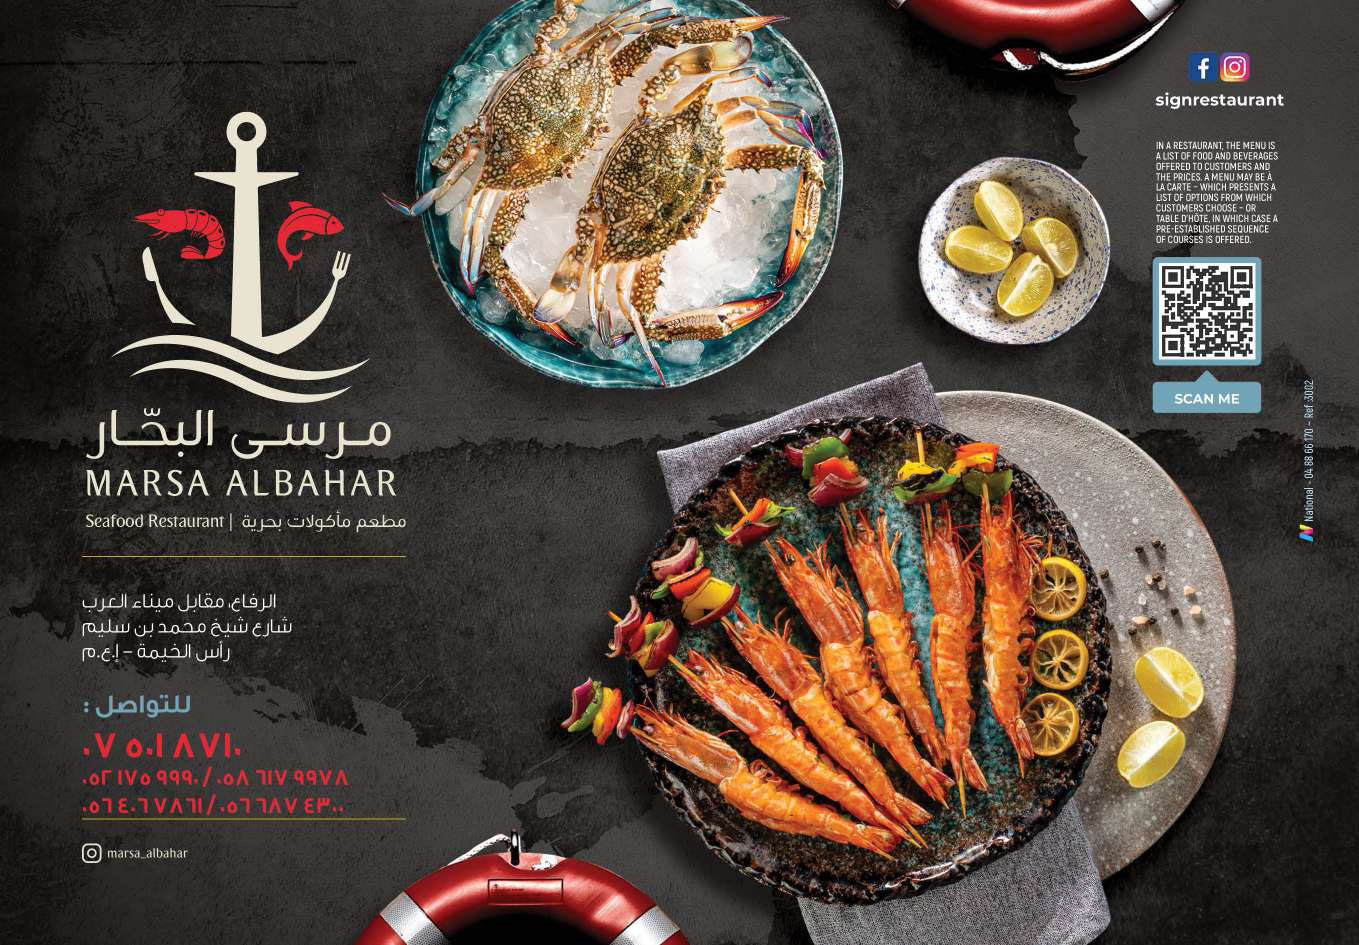 مرسى البحّار
MARSA ALBAHAR
Seafood Restaurant | مطعم مأكولات بحرية
الرفاع، مقابل ميناء العرب
شارع شيخ محمد بن سليم
رأس الخيمة – إ.ع.م
للتواصل :
٠٧ ٥٠١ ٨٧١٠
٠٥٢ ١٧٥ ٩٩٩٠ / ٠٥٨ ٦١٧ ٩٩٧٨
٠٥٦ ٤٠٦ ٧٨٦١ / ٠٥٦ ٦٨٧ ٤٣٠٠
marsa_albahar
signrestaurant
IN A RESTAURANT, THE MENU IS
A LIST OF FOOD AND BEVERAGES
OFFERED TO CUSTOMERS AND
THE PRICES. A MENU MAY BE À
LA CARTE – WHICH PRESENTS A
LIST OF OPTIONS FROM WHICH
CUSTOMERS CHOOSE – OR
TABLE D'HÔTE, IN WHICH CASE A
PRE-ESTABLISHED SEQUENCE
OF COURSES IS OFFERED.
SCAN ME
National - 04 88 66 170 – Ref :3002